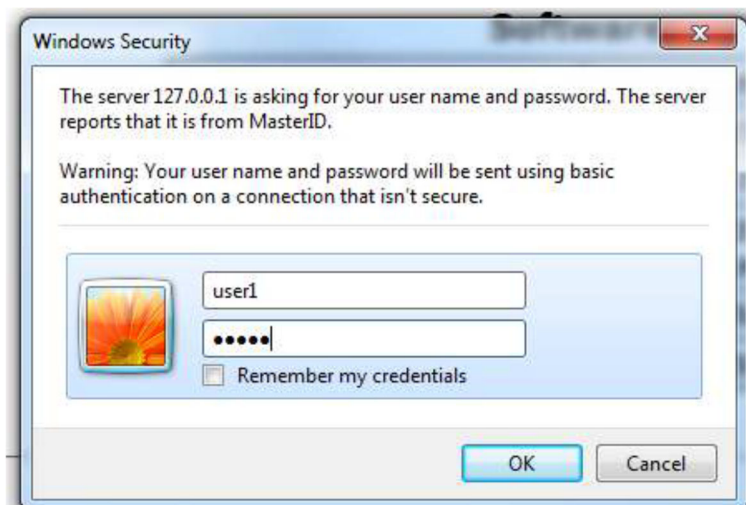 Software
Windows Security
The server 127.0.0.1 is asking for your user name and password. The server
reports that it is from MasterID.
Warning: Your user name and password will be sent using basic
authentication on a connection that isn't secure.
user1
•••••
Remember my credentials
OK
Cancel